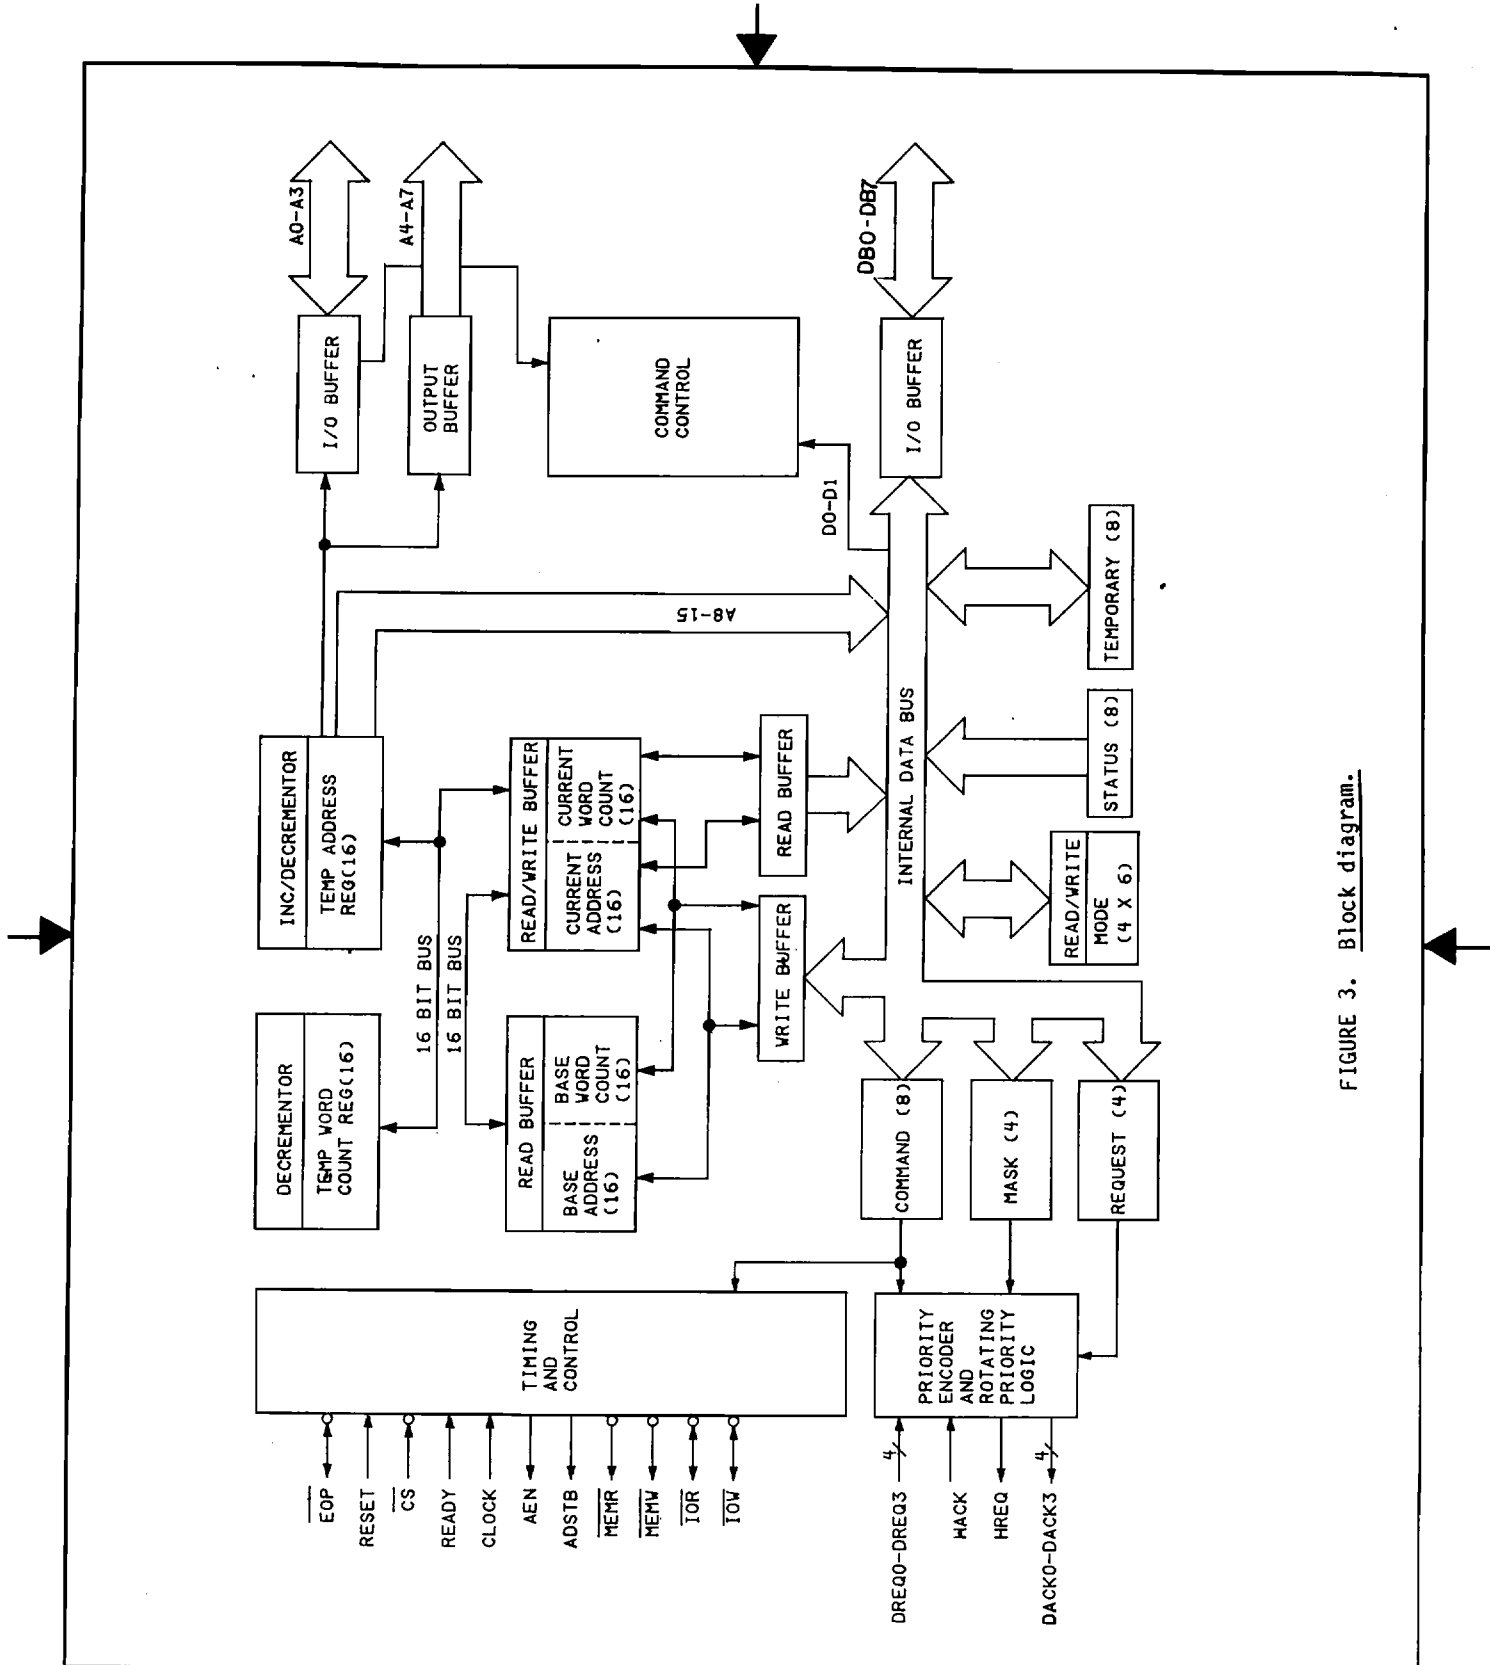 EOP
RESET
CS
READY
CLOCK
AEN
ADSTB
MEMR
MEMW
IOR
IOW
TIMING
AND
CONTROL
DREQ0-DREQ3
4
HACK
HREQ
DACK0-DACK3
4
PRIORITY
ENCODER
AND
ROTATING
PRIORITY
LOGIC
DECREMENTOR
TEMP WORD
COUNT REG(16)
INC/DECREMENTOR
TEMP ADDRESS
REG(16)
16 BIT BUS
16 BIT BUS
READ BUFFER
BASE
ADDRESS
(16)
BASE
WORD
COUNT
(16)
READ/WRITE BUFFER
CURRENT
ADDRESS
(16)
CURRENT
WORD
COUNT
(16)
WRITE BUFFER
READ BUFFER
A8-15
I/O BUFFER
A0-A3
OUTPUT
BUFFER
A4-A7
COMMAND
CONTROL
D0-D1
I/O BUFFER
DB0-DB7
INTERNAL DATA BUS
COMMAND (8)
MASK (4)
REQUEST (4)
READ/WRITE
MODE
(4 X 6)
STATUS (8)
TEMPORARY (8)
FIGURE 3. Block diagram.